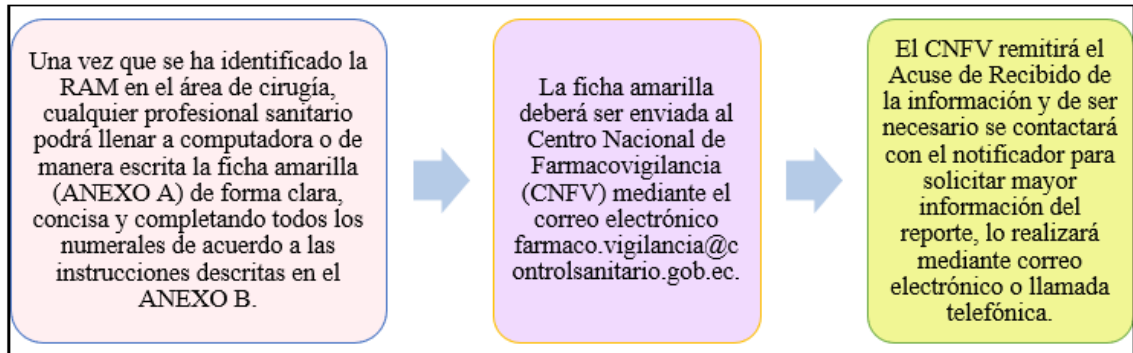 Una vez que se ha identificado la
RAM en el área de cirugía,
cualquier profesional sanitario
podrá llenar a computadora o de
manera escrita la ficha amarilla
(ANEXO A) de forma clara,
concisa y completando todos los
numerales de acuerdo a las
instrucciones descritas en el
ANEXO B.
La ficha amarilla
deberá ser enviada al
Centro Nacional de
Farmacovigilancia
(CNFV) mediante el
correo electrónico
farmaco.vigilancia@c
ontrolsanitario.gob.ec.
El CNFV remitirá el
Acuse de Recibido de
la información y de ser
necesario se contactará
con el notificador para
solicitar mayor
información del
reporte, lo realizará
mediante correo
electrónico o llamada
telefónica.